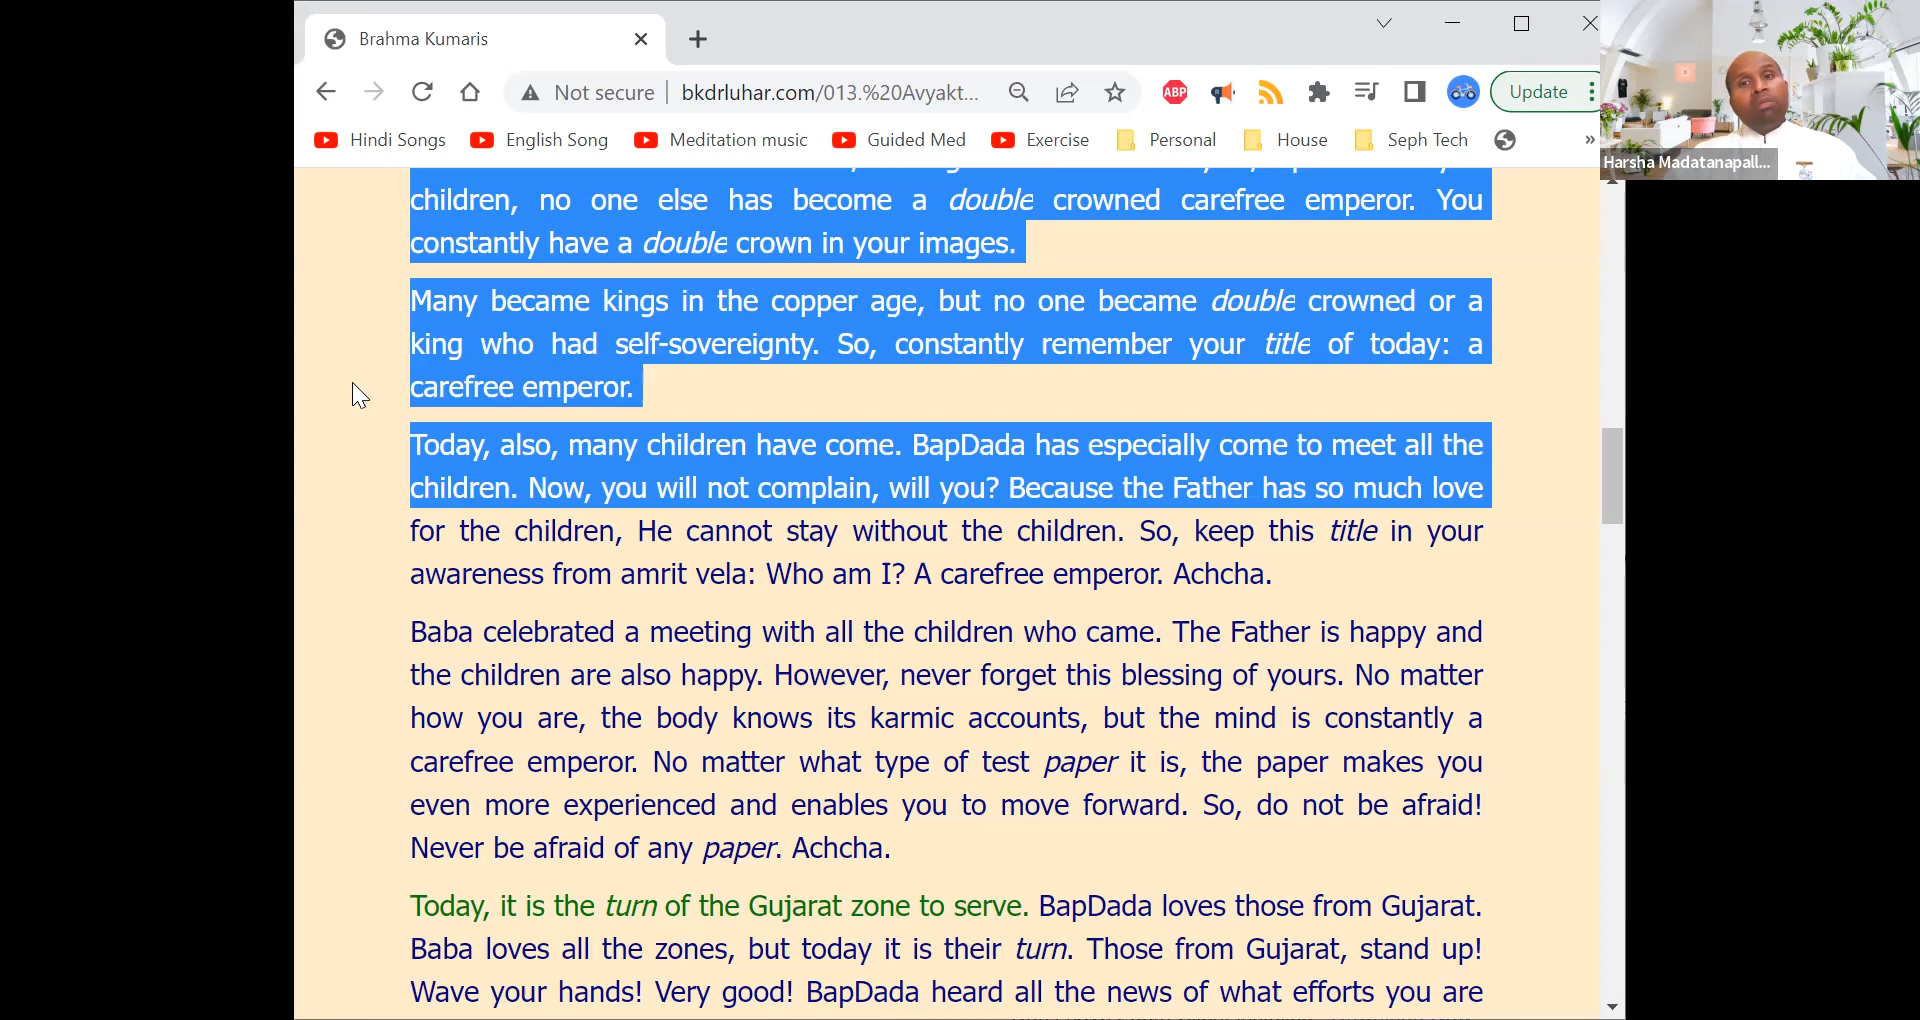 Brahma Kumaris
Not secure
bkdrluhar.com/013.%20Avyakt...
ABP
Update
Hindi Songs
English Song
Meditation music
Guided Med
Exercise
Personal
House
Seph Tech
»
Harsha Madatanapall...
children, no one else has become a double crowned carefree emperor. You
constantly have a double crown in your images.
Many became kings in the copper age, but no one became double crowned or a
king who had self-sovereignty. So, constantly remember your title of today: a
carefree emperor.
Today, also, many children have come. BapDada has especially come to meet all the
children. Now, you will not complain, will you? Because the Father has so much love
for the children, He cannot stay without the children. So, keep this title in your
awareness from amrit vela: Who am I? A carefree emperor. Achcha.
Baba celebrated a meeting with all the children who came. The Father is happy and
the children are also happy. However, never forget this blessing of yours. No matter
how you are, the body knows its karmic accounts, but the mind is constantly a
carefree emperor. No matter what type of test paper it is, the paper makes you
even more experienced and enables you to move forward. So, do not be afraid!
Never be afraid of any paper. Achcha.
Today, it is the turn of the Gujarat zone to serve. BapDada loves those from Gujarat.
Baba loves all the zones, but today it is their turn. Those from Gujarat, stand up!
Wave your hands! Very good! BapDada heard all the news of what efforts you are